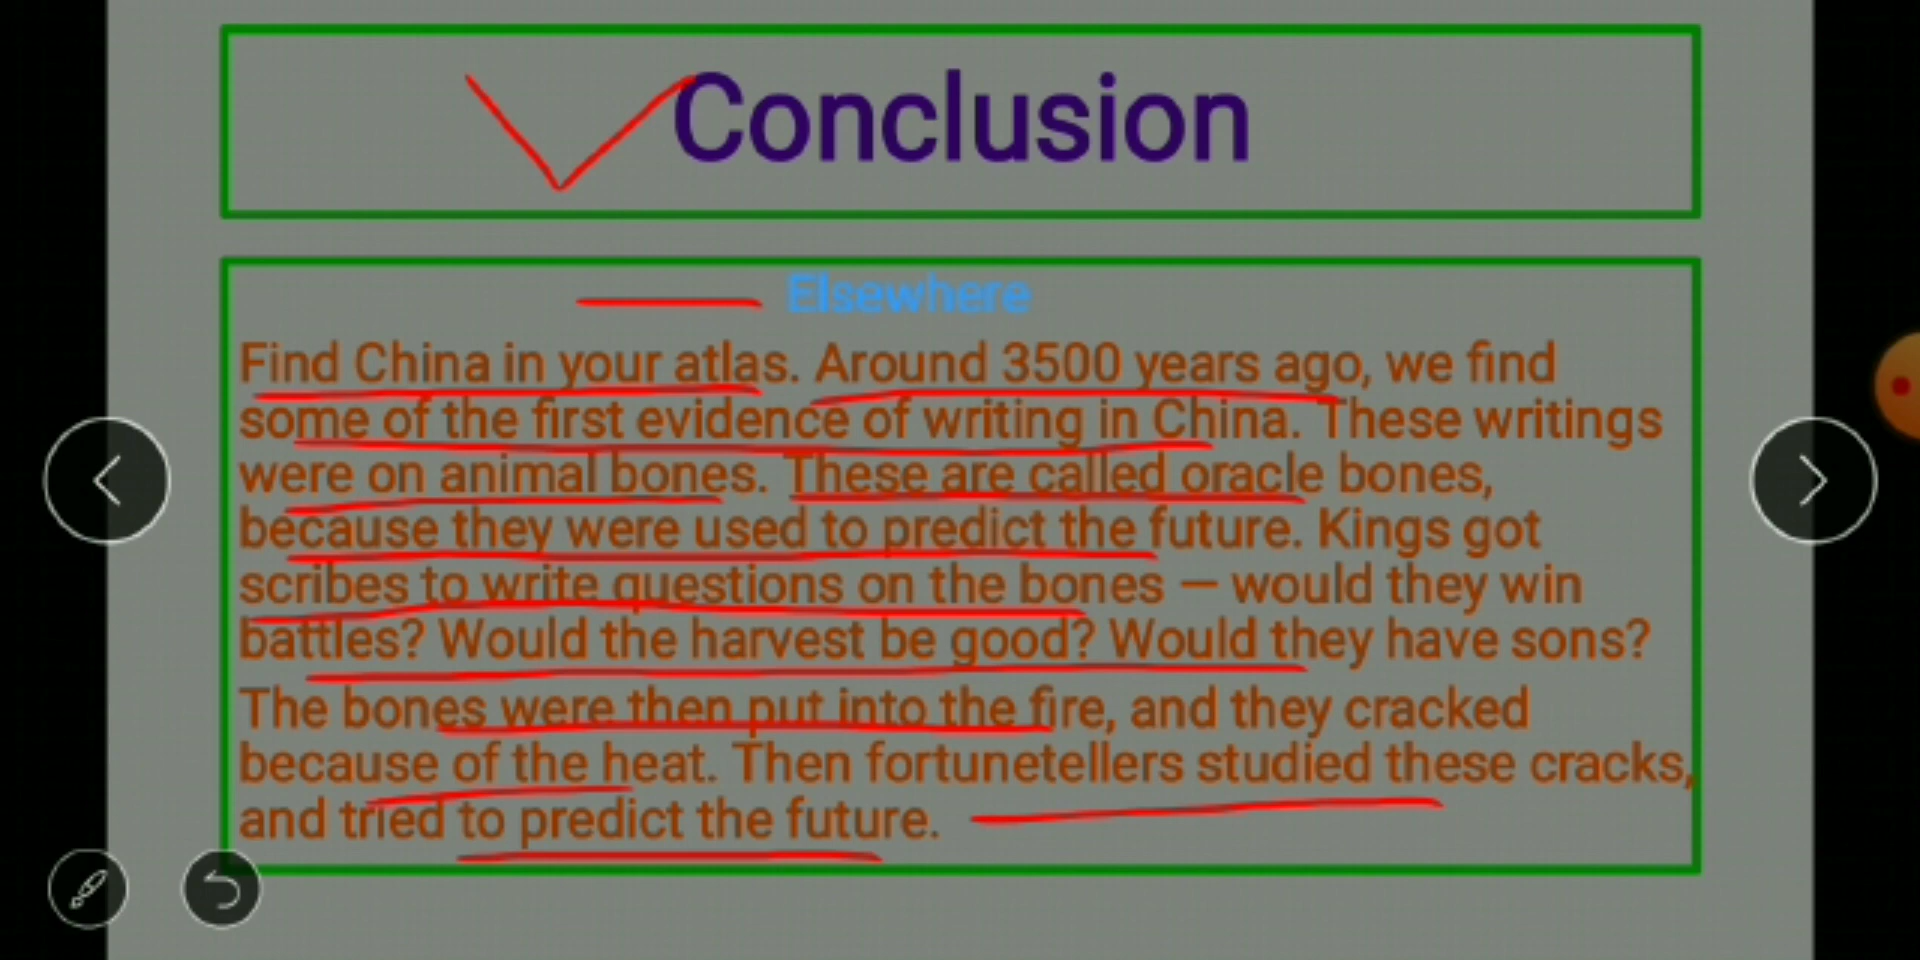 Conclusion
Elsewhere
Find China in your atlas. Around 3500 years ago, we find
some of the first evidence of writing in China. These writings
were on animal bones. These are called oracle bones,
because they were used to predict the future. Kings got
scribes to write questions on the bones — would they win
battles? Would the harvest be good? Would they have sons?
The bones were then put into the fire, and they cracked
because of the heat. Then fortunetellers studied these cracks,
and tried to predict the future.